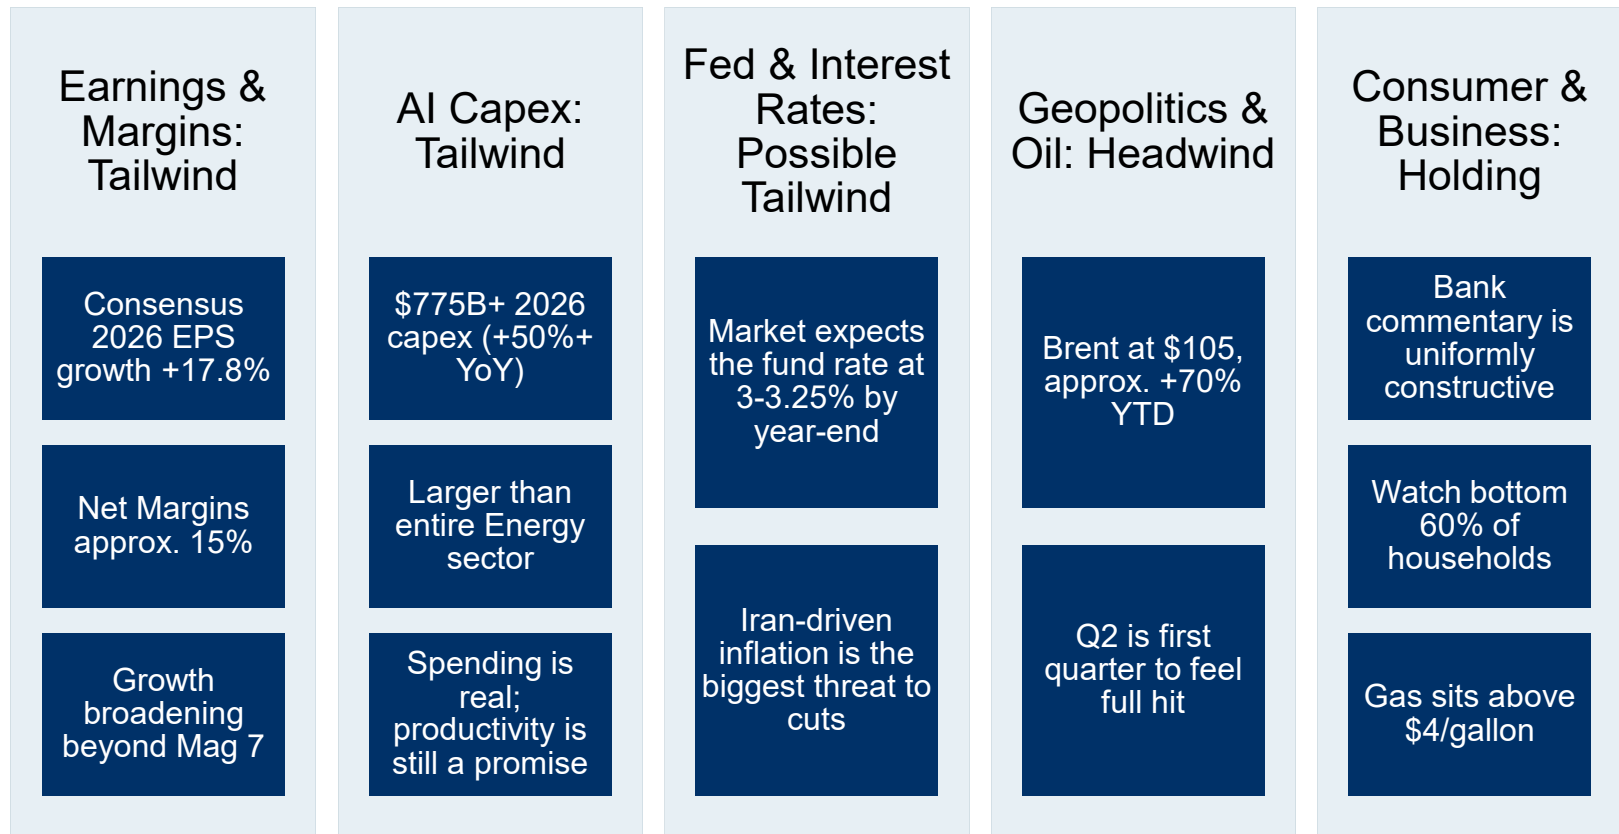 Earnings &
Margins:
Tailwind
Consensus
2026 EPS
growth +17.8%
Net Margins
approx. 15%
Growth
broadening
beyond Mag 7
AI Capex:
Tailwind
$775B+ 2026
capex (+50%+
YoY)
Larger than
entire Energy
sector
Spending is
real;
productivity is
still a promise
Fed & Interest
Rates:
Possible
Tailwind
Market expects
the fund rate at
3-3.25% by
year-end
Iran-driven
inflation is the
biggest threat to
cuts
Geopolitics &
Oil: Headwind
Brent at $105,
approx. +70%
YTD
Q2 is first
quarter to feel
full hit
Consumer &
Business:
Holding
Bank
commentary is
uniformly
constructive
Watch bottom
60% of
households
Gas sits above
$4/gallon